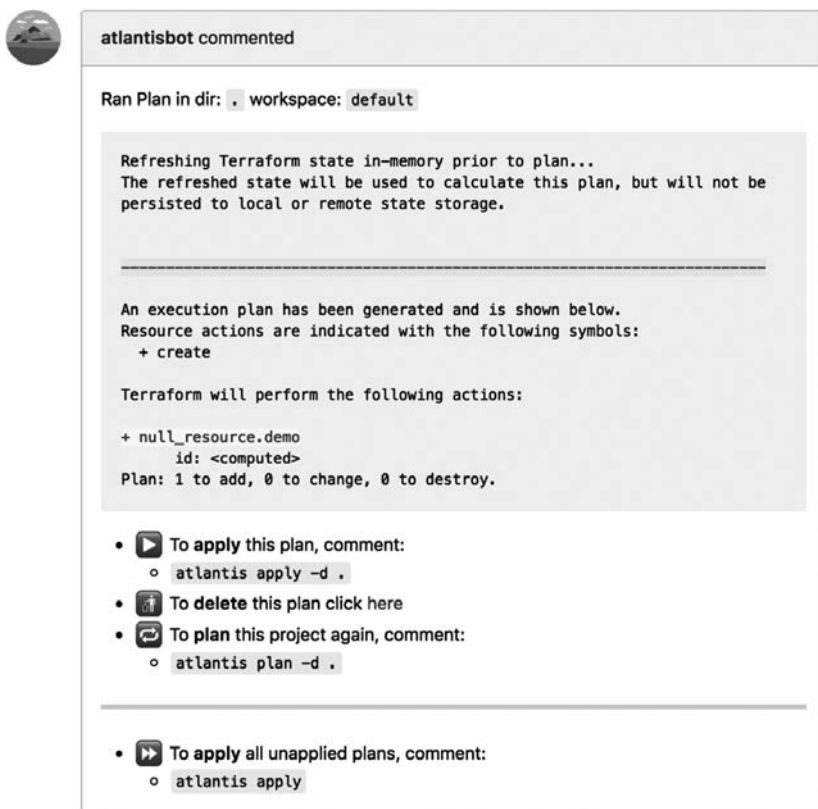 atlantisbot commented
Ran Plan in dir: . workspace: default
Refreshing Terraform state in-memory prior to plan...
The refreshed state will be used to calculate this plan, but will not be
persisted to local or remote state storage.
------------------------------------------------------------------------
An execution plan has been generated and is shown below.
Resource actions are indicated with the following symbols:
+ create
Terraform will perform the following actions:
+ null_resource.demo
id: <computed>
Plan: 1 to add, 0 to change, 0 to destroy.
• To apply this plan, comment:
○ atlantis apply -d .
• To delete this plan click here
• To plan this project again, comment:
○ atlantis plan -d .
• To apply all unapplied plans, comment:
○ atlantis apply